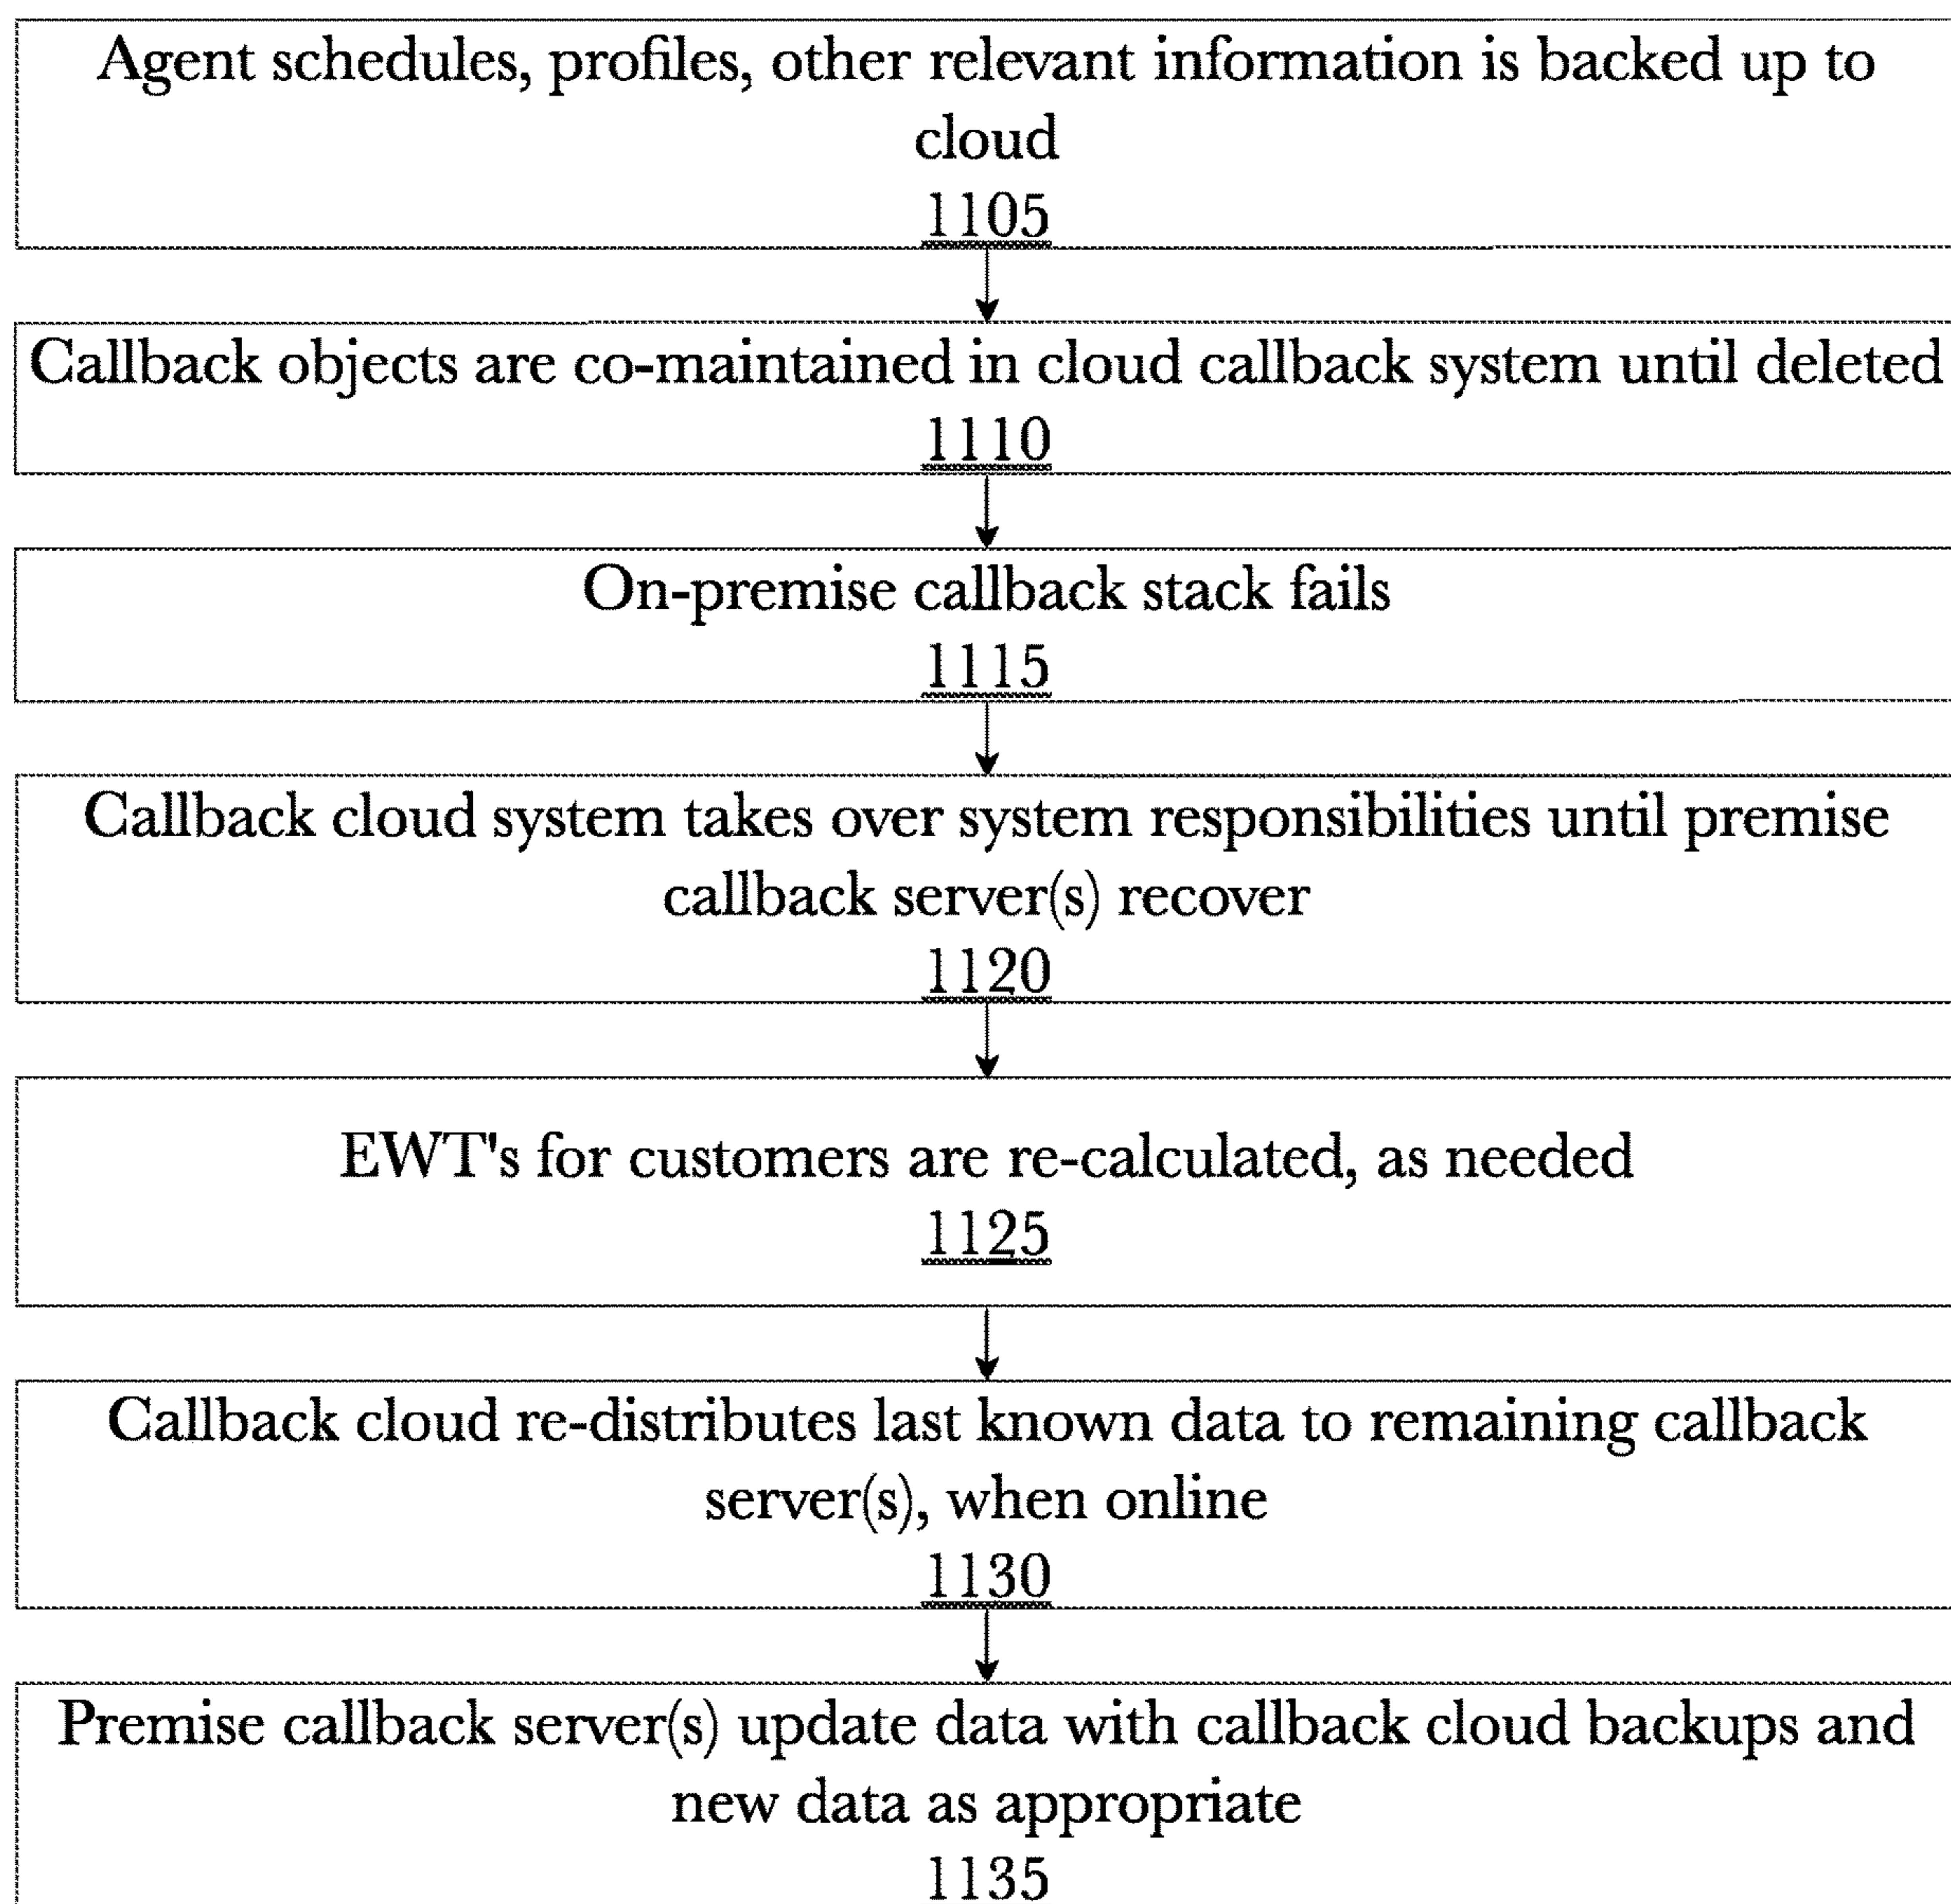 Agent schedules, profiles, other relevant information is backed up to
cloud
1105
Callback objects are co-maintained in cloud callback system until deleted
1110
On-premise callback stack fails
1115
Callback cloud system takes over system responsibilities until premise
callback server(s) recover
1120
EWT's for customers are re-calculated, as needed
1125
Callback cloud re-distributes last known data to remaining callback
server(s), when online
1130
Premise callback server(s) update data with callback cloud backups and
new data as appropriate
1135